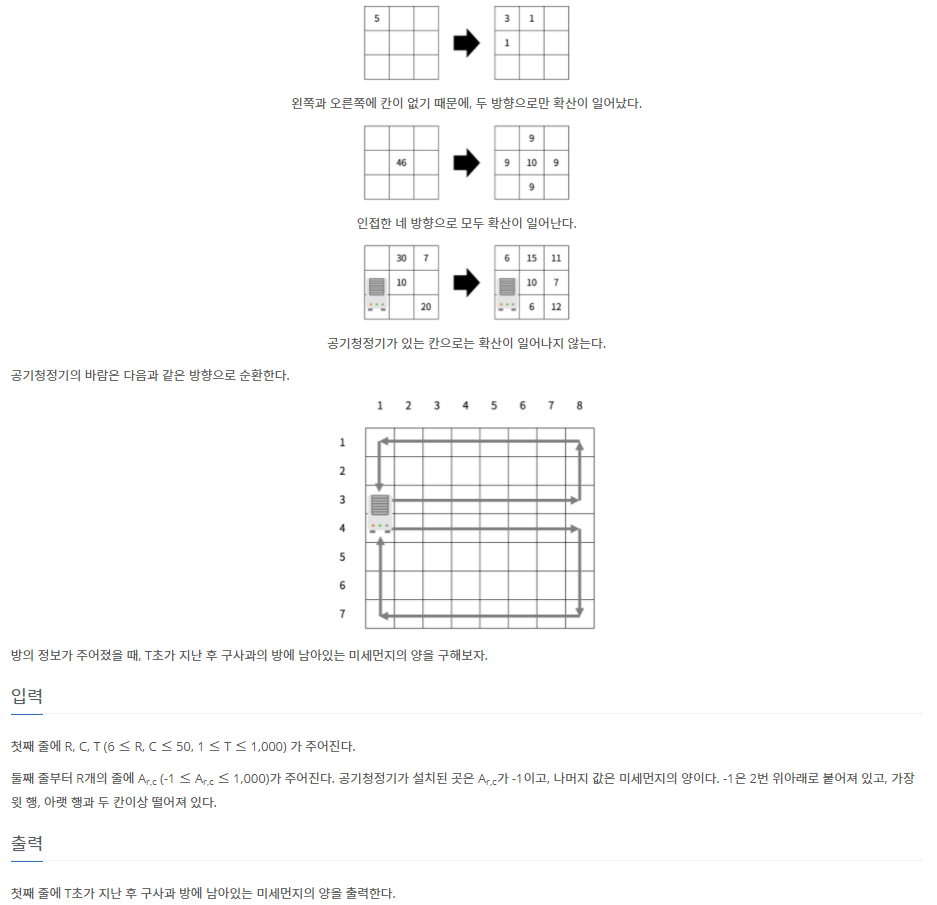 5
3 1
1
왼쪽과 오른쪽에 칸이 없기 때문에, 두 방향으로만 확산이 일어났다.
46
9
9 10 9
9
인접한 네 방향으로 모두 확산이 일어난다.
30 7
10
20
6 15 11
10 7
6 12
공기청정기가 있는 칸으로는 확산이 일어나지 않는다.
공기청정기의 바람은 다음과 같은 방향으로 순환한다.
1 2 3 4 5 6 7 8
1
2
3
4
5
6
7
방의 정보가 주어졌을 때, T초가 지난 후 구사과의 방에 남아있는 미세먼지의 양을 구해보자.
입력
첫째 줄에 R, C, T (6 ≤ R, C ≤ 50, 1 ≤ T ≤ 1,000) 가 주어진다.
둘째 줄부터 R개의 줄에 Ar,c (-1 ≤ Ar,c ≤ 1,000)가 주어진다. 공기청정기가 설치된 곳은 Ar,c가 -1이고, 나머지 값은 미세먼지의 양이다. -1은 2번 위아래로 붙어져 있고, 가장
윗 행, 아랫 행과 두 칸이상 떨어져 있다.
출력
첫째 줄에 T초가 지난 후 구사과 방에 남아있는 미세먼지의 양을 출력한다.